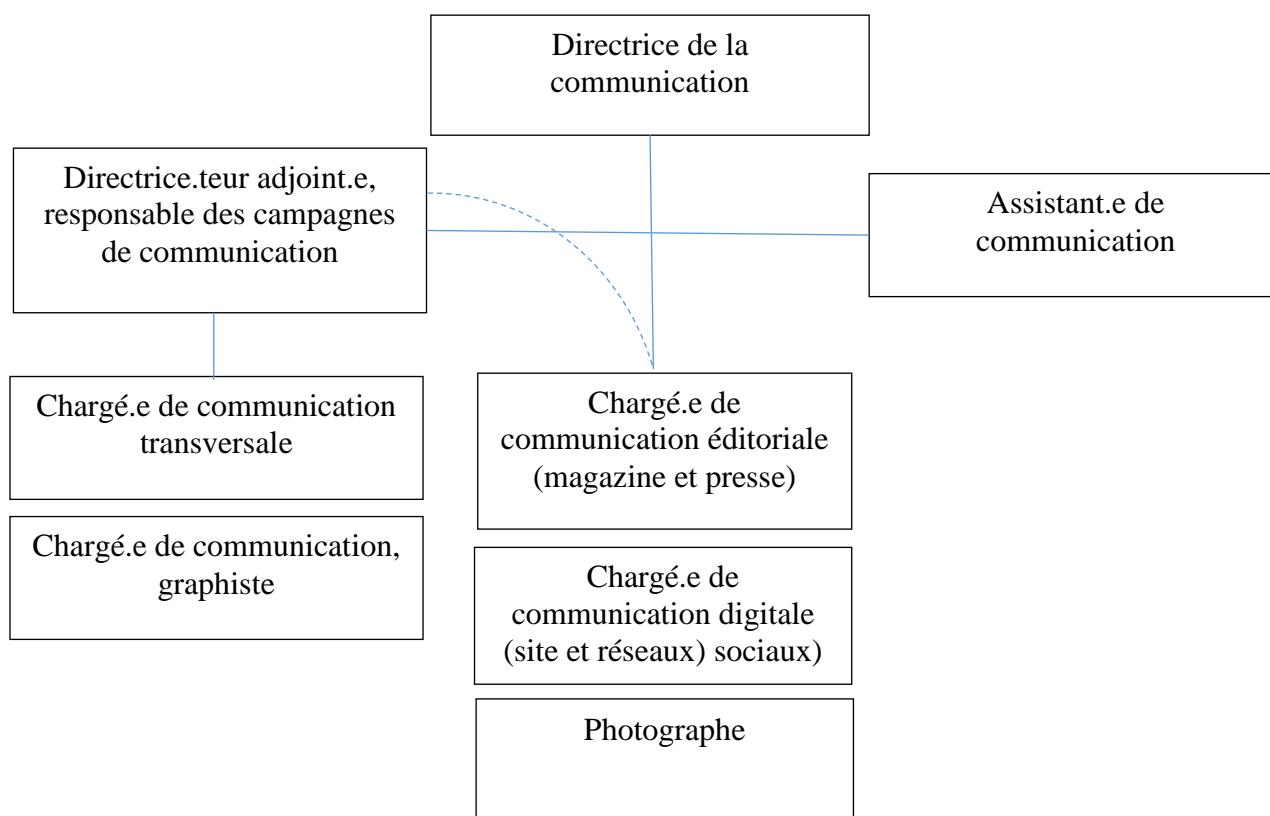 Directrice de la
communication
Directrice.teur adjoint.e,
responsable des campagnes
de communication
Assistant.e de
communication
Chargé.e de communication
transversale
Chargé.e de
communication éditoriale
(magazine et presse)
Chargé.e de communication,
graphiste
Chargé.e de
communication digitale
(site et réseaux) sociaux)
Photographe